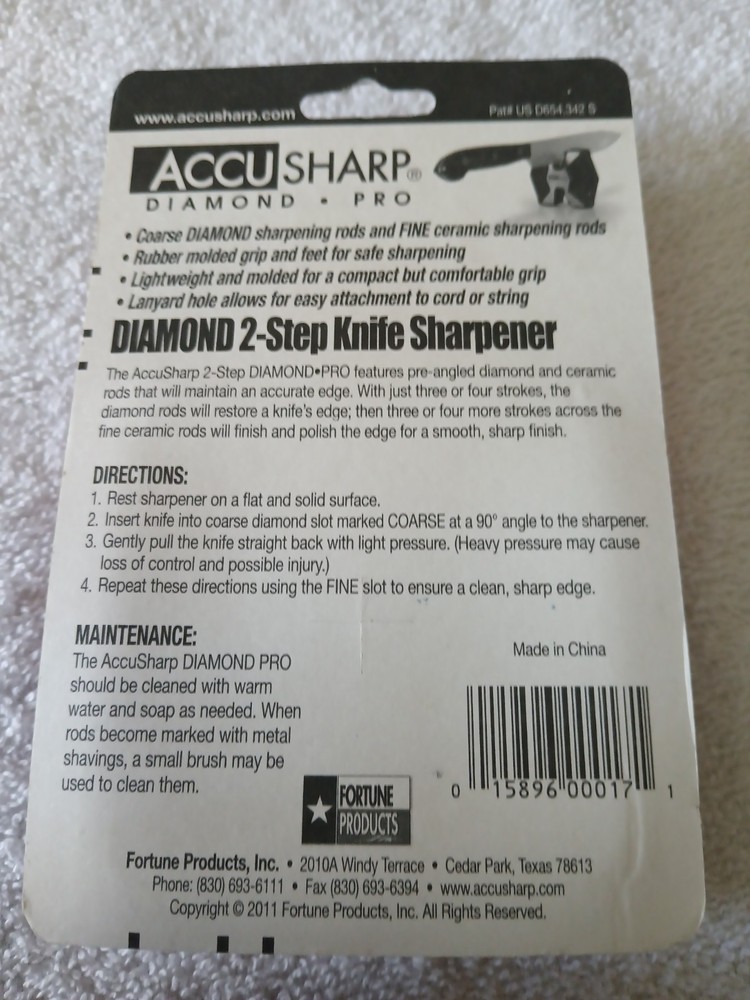 www.accusharp.com
Pat# US D654,342 S
ACCUSHARP®
DIAMOND • PRO
• Coarse DIAMOND sharpening rods and FINE ceramic sharpening rods
• Rubber molded grip and feet for safe sharpening
• Lightweight and molded for a compact but comfortable grip
• Lanyard hole allows for easy attachment to cord or string
DIAMOND 2-Step Knife Sharpener
The AccuSharp 2-Step DIAMOND•PRO features pre-angled diamond and ceramic
rods that will maintain an accurate edge. With just three or four strokes, the
diamond rods will restore a knife's edge; then three or four more strokes across the
fine ceramic rods will finish and polish the edge for a smooth, sharp finish.
DIRECTIONS:
1. Rest sharpener on a flat and solid surface.
2. Insert knife into coarse diamond slot marked COARSE at a 90° angle to the sharpener.
3. Gently pull the knife straight back with light pressure. (Heavy pressure may cause
loss of control and possible injury.)
4. Repeat these directions using the FINE slot to ensure a clean, sharp edge.
MAINTENANCE:
The AccuSharp DIAMOND PRO
should be cleaned with warm
water and soap as needed. When
rods become marked with metal
shavings, a small brush may be
used to clean them.
Made in China
0 15896 00017 1
FORTUNE
PRODUCTS
Fortune Products, Inc. • 2010A Windy Terrace • Cedar Park, Texas 78613
Phone: (830) 693-6111 • Fax (830) 693-6394 • www.accusharp.com
Copyright © 2011 Fortune Products, Inc. All Rights Reserved.